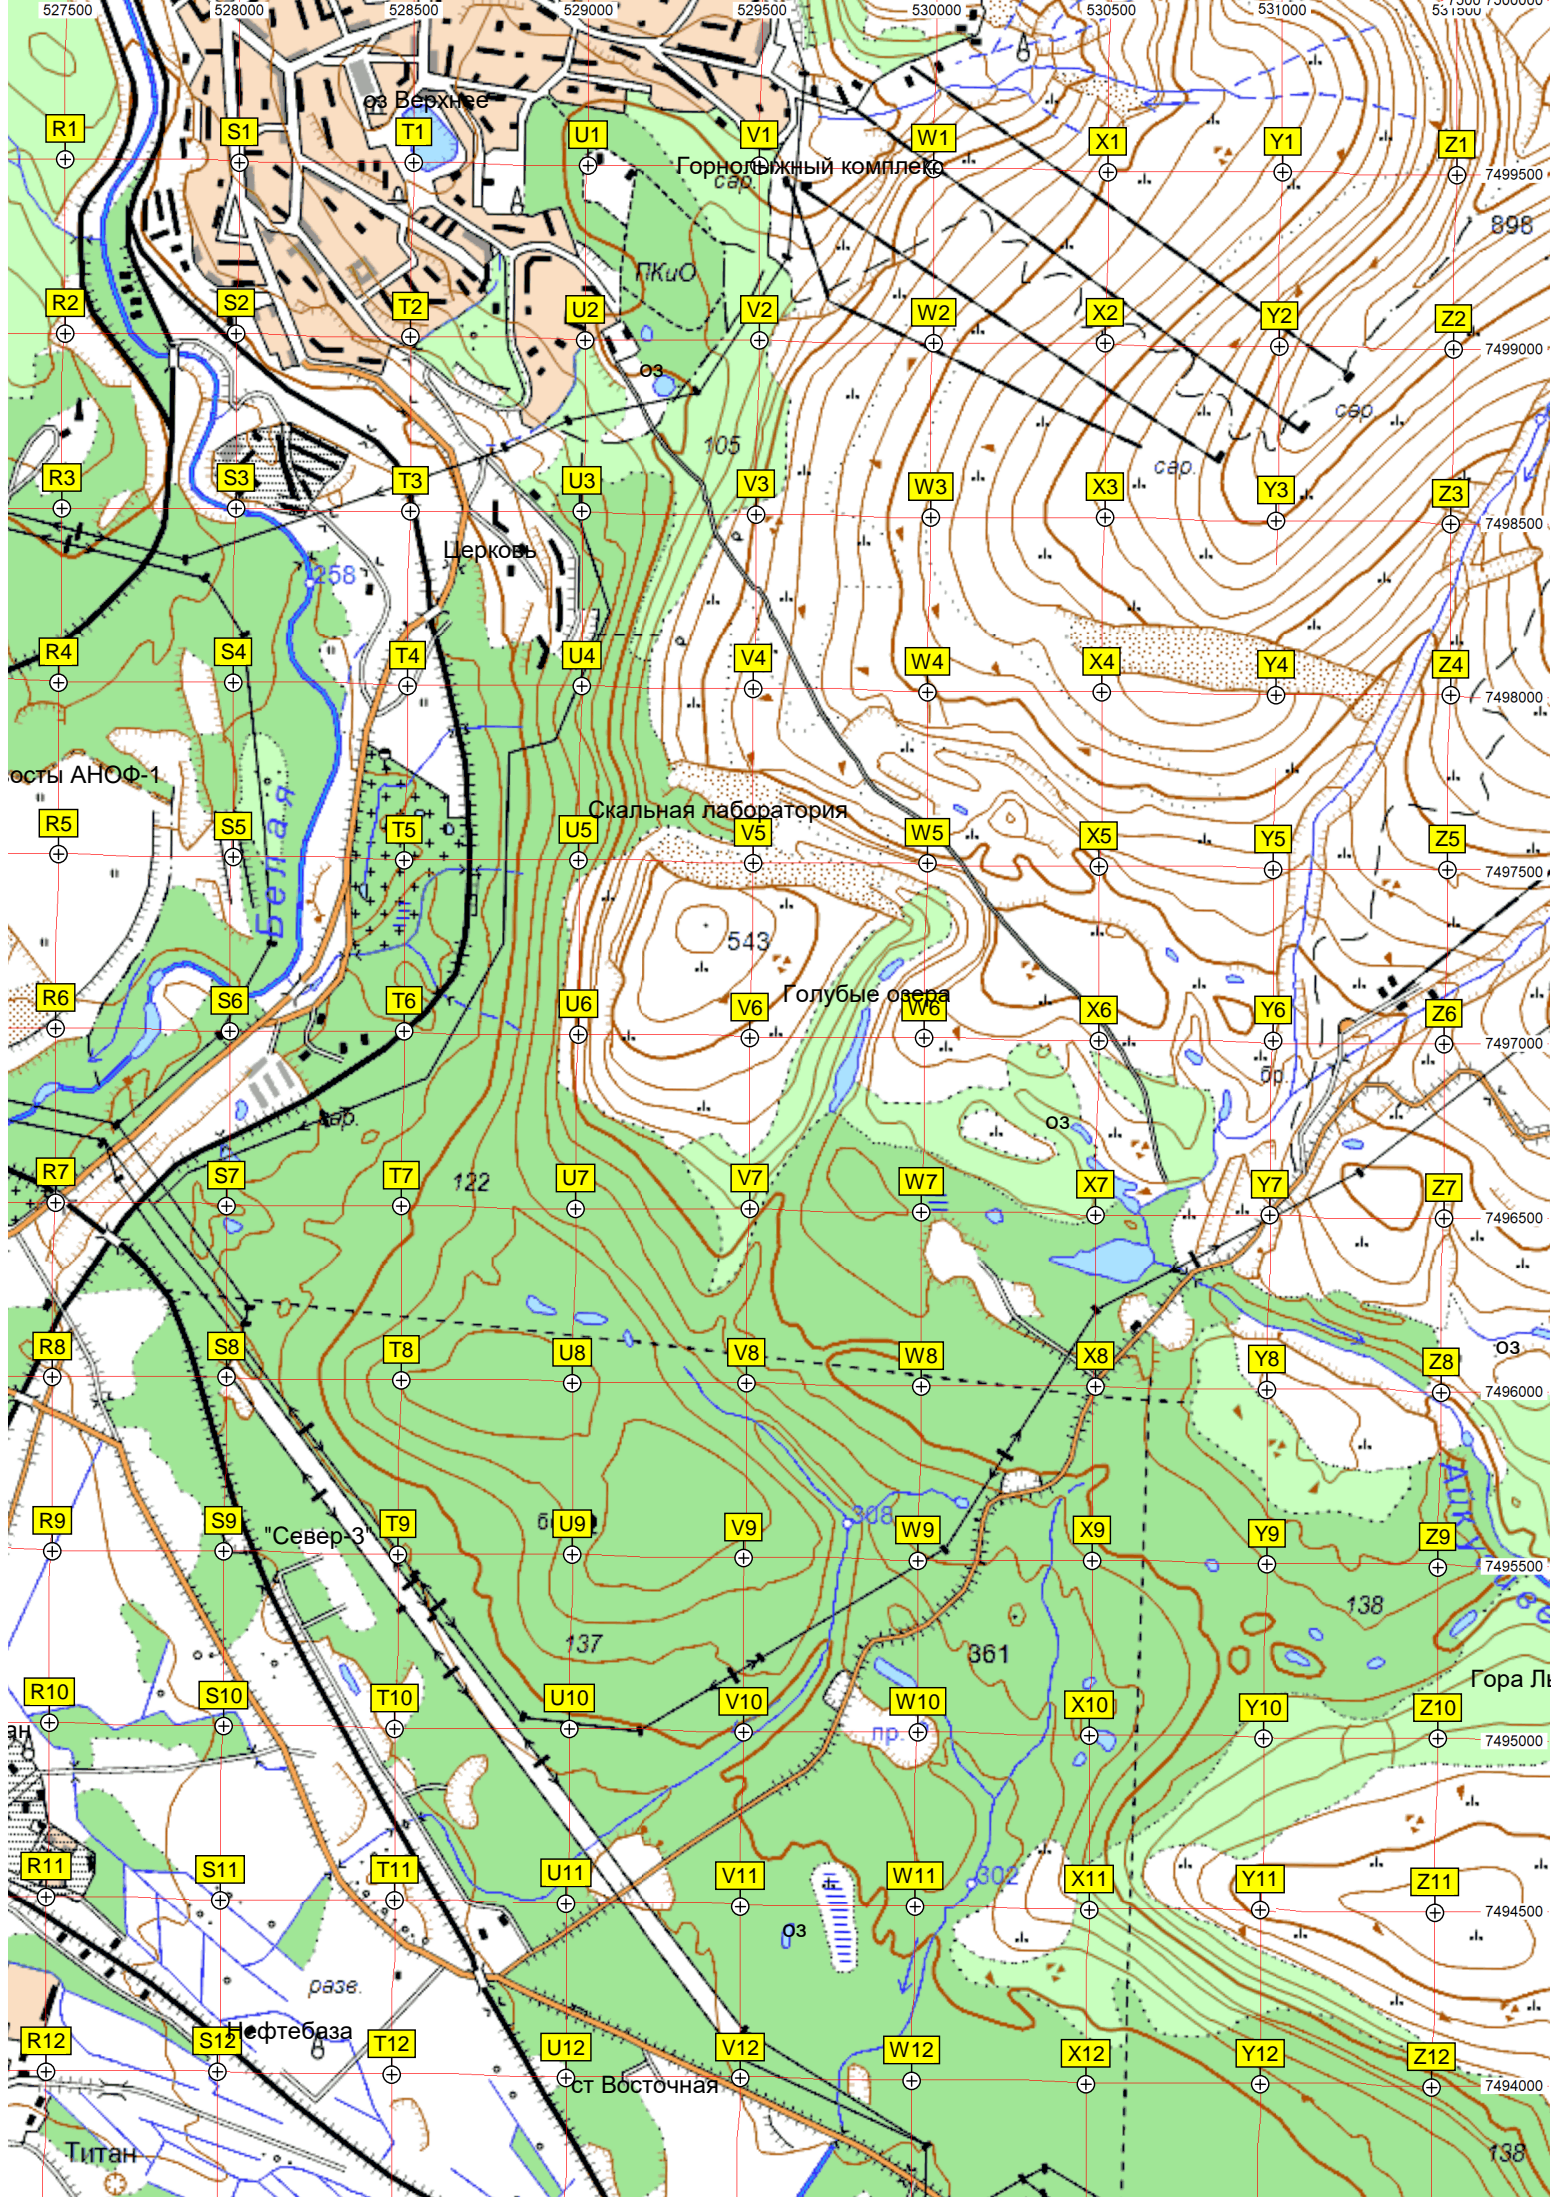 527500 528000 528500 529000 529500 530000 530500 531000 531500
оз Верхнее
R1 S1 T1 U1 V1 W1 X1 Y1 Z1
Горнолыжный комплекс
сар.
7499500
898
ПКиО
R2 S2 T2 U2 V2 W2 X2 Y2 Z2
7499000
оз
сар.
105
сар.
R3 S3 T3 U3 V3 W3 X3 Y3 Z3
7498500
Церковь
258
R4 S4 T4 U4 V4 W4 X4 Y4 Z4
7498000
осты АНОФ-1
Белая
Скальная лаборатория
R5 S5 T5 U5 V5 W5 X5 Y5 Z5
7497500
543
Голубые озера
R6 S6 T6 U6 V6 W6 X6 Y6 Z6
7497000
бр.
сар.
оз
122
R7 S7 T7 U7 V7 W7 X7 Y7 Z7
7496500
оз
R8 S8 T8 U8 V8 W8 X8 Y8 Z8
7496000
308
"Север-3"
R9 S9 T9 U9 V9 W9 X9 Y9 Z9
7495500
138
137
361
Гора Ль
R10 S10 T10 U10 V10 W10 X10 Y10 Z10
пр.
ан
7495000
R11 S11 T11 U11 V11 W11 X11 Y11 Z11
302
7494500
оз
разв.
Нефтебаза
R12 S12 T12 U12 V12 W12 X12 Y12 Z12
ст Восточная
7494000
Титан
138